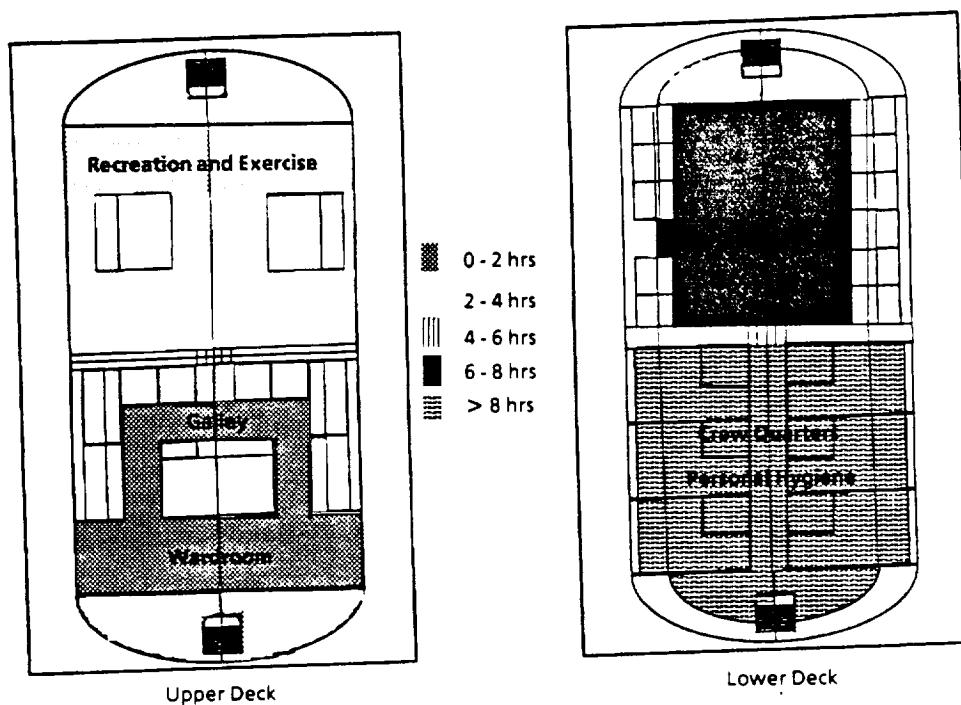 Recreation and Exercise
Galley
Wardroom
Upper Deck
0 - 2 hrs
2 - 4 hrs
4 - 6 hrs
6 - 8 hrs
> 8 hrs
Crew Quarters
Personal Hygiene
Lower Deck